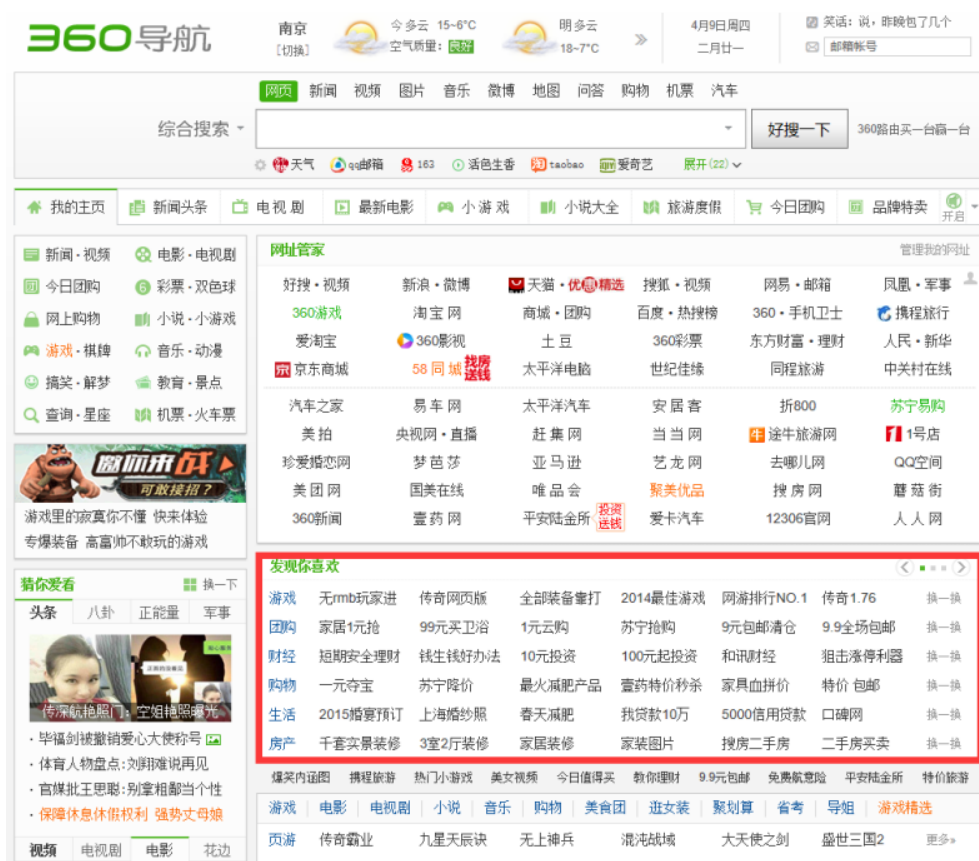 360导航
南京
[切换]
今 多云 15~6°C
空气质量：良好
明 多云
18~7°C
4月9日周四
二月廿一
笑话：说，昨晚包了几个
邮箱帐号
网页 新闻 视频 图片 音乐 微博 地图 问答 购物 机票 汽车
综合搜索
好搜一下
360路由买一台赢一台
天气 qq邮箱 163 活色生香 taobao 爱奇艺 展开(22)
我的主页 新闻头条 电视剧 最新电影 小游戏 小说大全 旅游度假 今日团购 品牌特卖 开启
新闻·视频 电影·电视剧
今日团购 彩票·双色球
网上购物 小说·小游戏
游戏·棋牌 音乐·动漫
搞笑·解梦 教育·景点
查询·星座 机票·火车票
邀你来战
可敢接招？
游戏里的寂寞你不懂 快来体验
专爆装备 高富帅不敢玩的游戏
猜你爱看 换一下
头条 八卦 正能量 军事
传深航艳照门：空姐艳照曝光
·毕福剑被撤销爱心大使称号
·体育人物盘点:刘翔难说再见
·官媒批王思聪:别拿粗鄙当个性
·保障休息休假权利 强势丈母娘
视频 电视剧 电影 花边
网址管家 管理我的网址
好搜·视频 新浪·微博 天猫·优惠精选 搜狐·视频 网易·邮箱 凤凰·军事
360游戏 淘宝网 商城·团购 百度·热搜榜 360·手机卫士 携程旅行
爱淘宝 360影视 土豆 360彩票 东方财富·理财 人民·新华
京 京东商城 58同城 找房送钱 太平洋电脑 世纪佳缘 同程旅游 中关村在线
汽车之家 易车网 太平洋汽车 安居客 折800 苏宁易购
美拍 央视网·直播 赶集网 当当网 牛 途牛旅游网 1 1号店
珍爱婚恋网 梦芭莎 亚马逊 艺龙网 去哪儿网 QQ空间
美团网 国美在线 唯品会 聚美优品 搜房网 蘑菇街
360新闻 壹药网 平安陆金所 投资送钱 爱卡汽车 12306官网 人人网
发现你喜欢
游戏 无rmb玩家进 传奇网页版 全部装备靠打 2014最佳游戏 网游排行NO.1 传奇1.76 换一换
团购 家居1元抢 99元买卫浴 1元云购 苏宁抢购 9元包邮清仓 9.9全场包邮 换一换
财经 短期安全理财 钱生钱好办法 10元投资 100元起投资 和讯财经 狙击涨停利器 换一换
购物 一元夺宝 苏宁降价 最火减肥产品 壹药特价秒杀 家具血拼价 特价 包邮 换一换
生活 2015婚宴预订 上海婚纱照 春天减肥 我贷款10万 5000信用贷款 口碑网 换一换
房产 千套实景装修 3室2厅装修 家居装修 家装图片 搜房二手房 二手房买卖 换一换
爆笑内涵图 携程旅游 热门小游戏 美女视频 今日值得买 教你理财 9.9元包邮 免费航意险 平安陆金所 特价旅游
游戏 电影 电视剧 小说 音乐 购物 美食团 逛女装 聚划算 省考 导姐 游戏精选
页游 传奇霸业 九星天辰诀 无上神兵 混沌战域 大天使之剑 盛世三国2 更多»